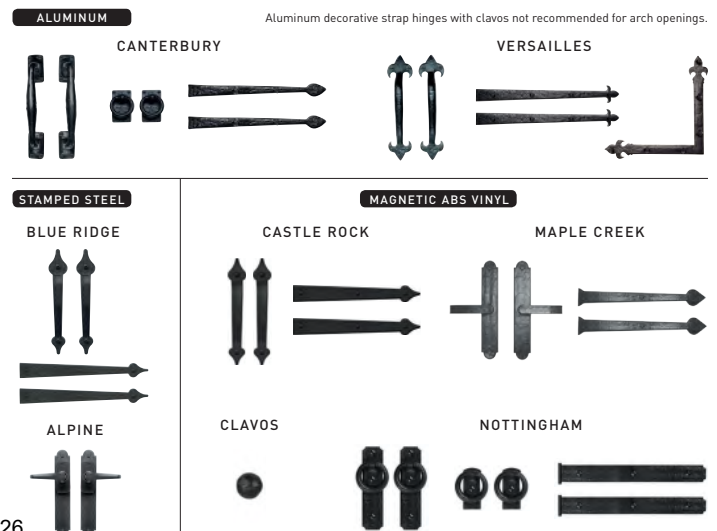 ALUMINUM
Aluminum decorative strap hinges with clavos not recommended for arch openings.
CANTERBURY
VERSAILLES
STAMPED STEEL
BLUE RIDGE
ALPINE
MAGNETIC ABS VINYL
CASTLE ROCK
MAPLE CREEK
CLAVOS
NOTTINGHAM
26